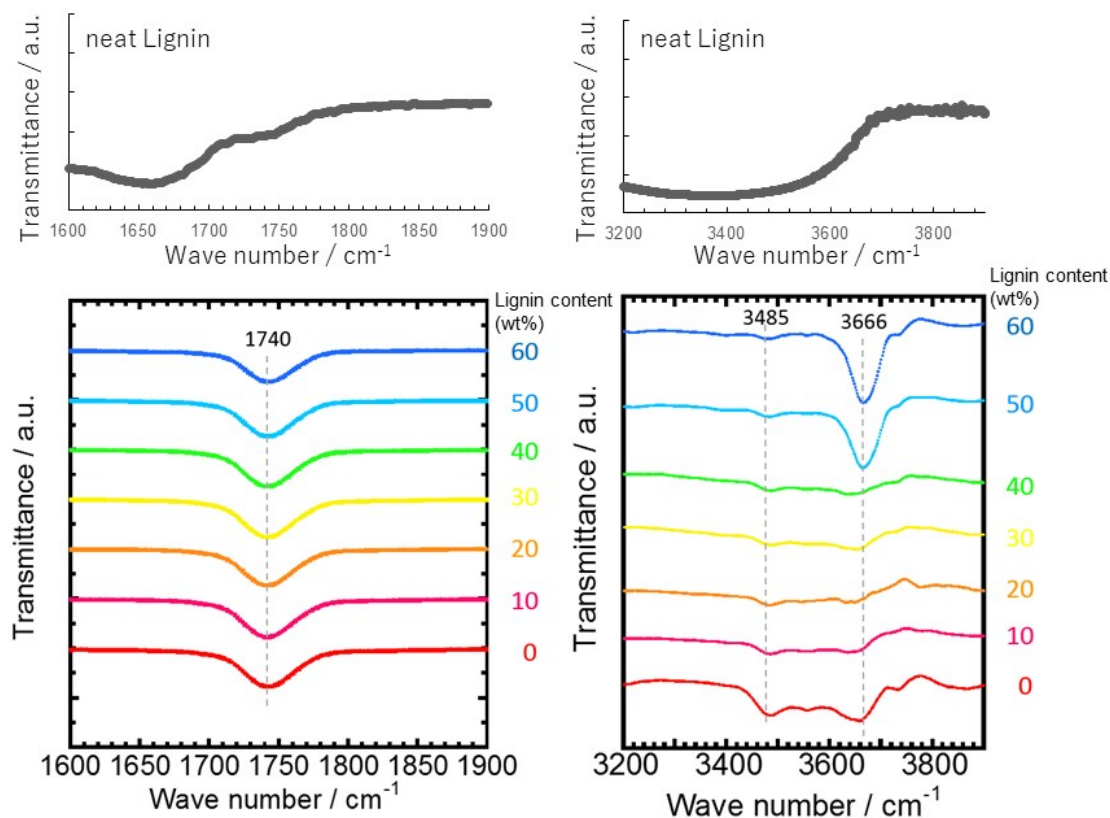 neat Lignin
Transmittance / a.u.
1600 1700 1800 1900
Wave number / cm⁻¹
neat Lignin
Transmittance / a.u.
3200 3400 3600 3800
Wave number / cm⁻¹
Lignin content
(wt%)
1740
60
50
40
30
20
10
0
Transmittance / a.u.
1600 1650 1700 1750 1800 1850 1900
Wave number / cm⁻¹
Lignin content
(wt%)
3485 3666
60
50
40
30
20
10
0
Transmittance / a.u.
3200 3400 3600 3800
Wave number / cm⁻¹